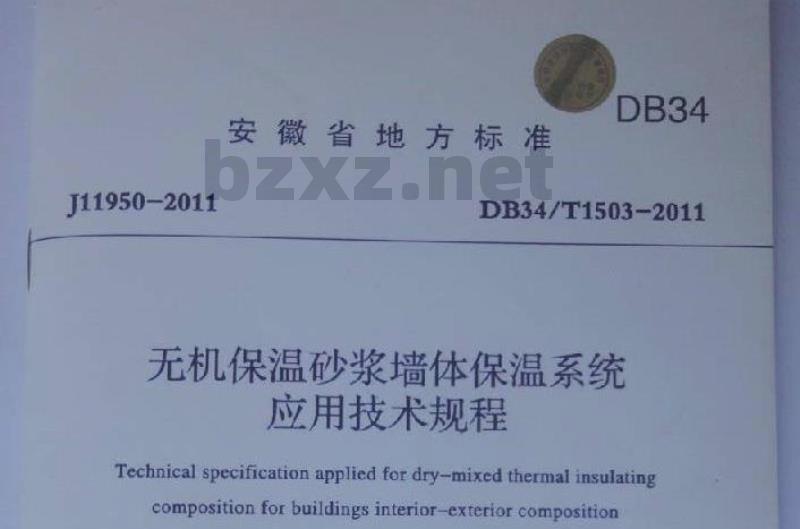 DB34
安徽省地方标准
bzxz.net
J11950-2011
DB34/T1503-2011
无机保温砂浆墙体保温系统
应用技术规程
Technical specification applied for dry-mixed thermal insulating
composition for buildings interior-exterior composition